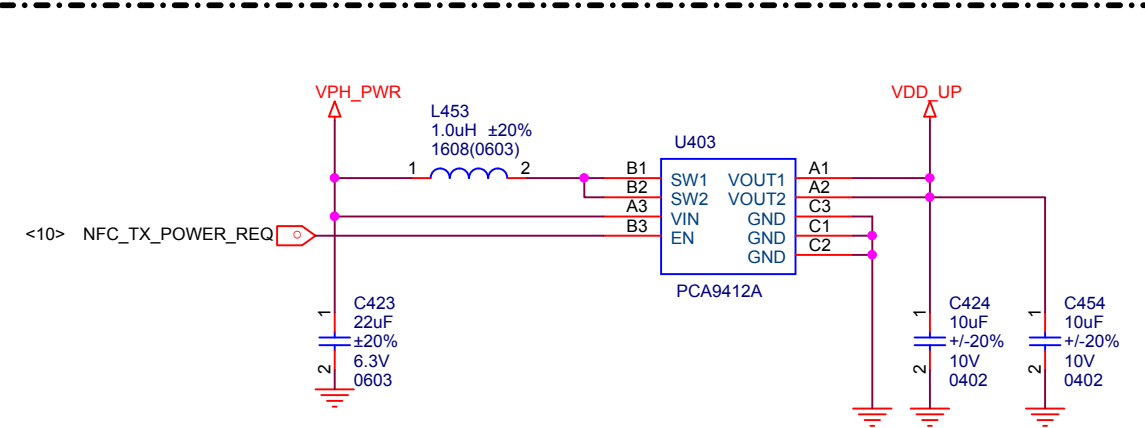 VPH_PWR
VDD_UP
L453
1.0uH ±20%
1608(0603)
1 2
U403
B1 SW1 VOUT1 A1
B2 SW2 VOUT2 A2
A3 VIN GND C3
B3 EN GND C1
GND C2
<10> NFC_TX_POWER_REQ
PCA9412A
1
C423
22uF
±20%
6.3V
0603
2
1
C424
10uF
+/-20%
10V
0402
2
1
C454
10uF
+/-20%
10V
0402
2